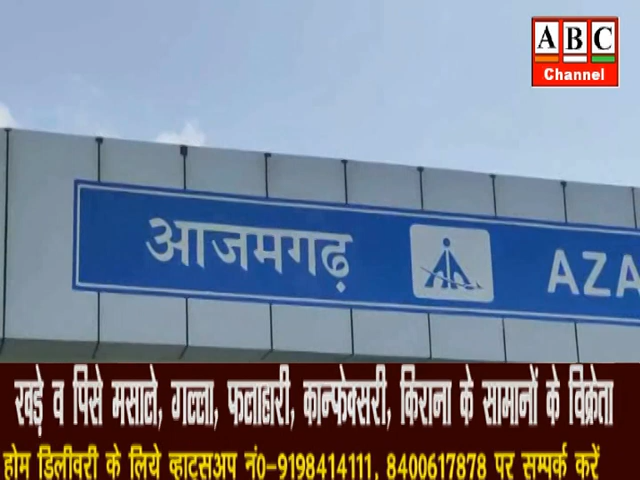 ABC
Channel
आजमगढ़ AZA
खड़े व पिसे मसाले, गल्ला, फलाहारी, कान्फेक्सरी, किराना के सामानों के विक्रेता
होम डिलीवरी के लिये व्हाटसअप नं0-9198414111, 8400617878 पर सम्पर्क करें